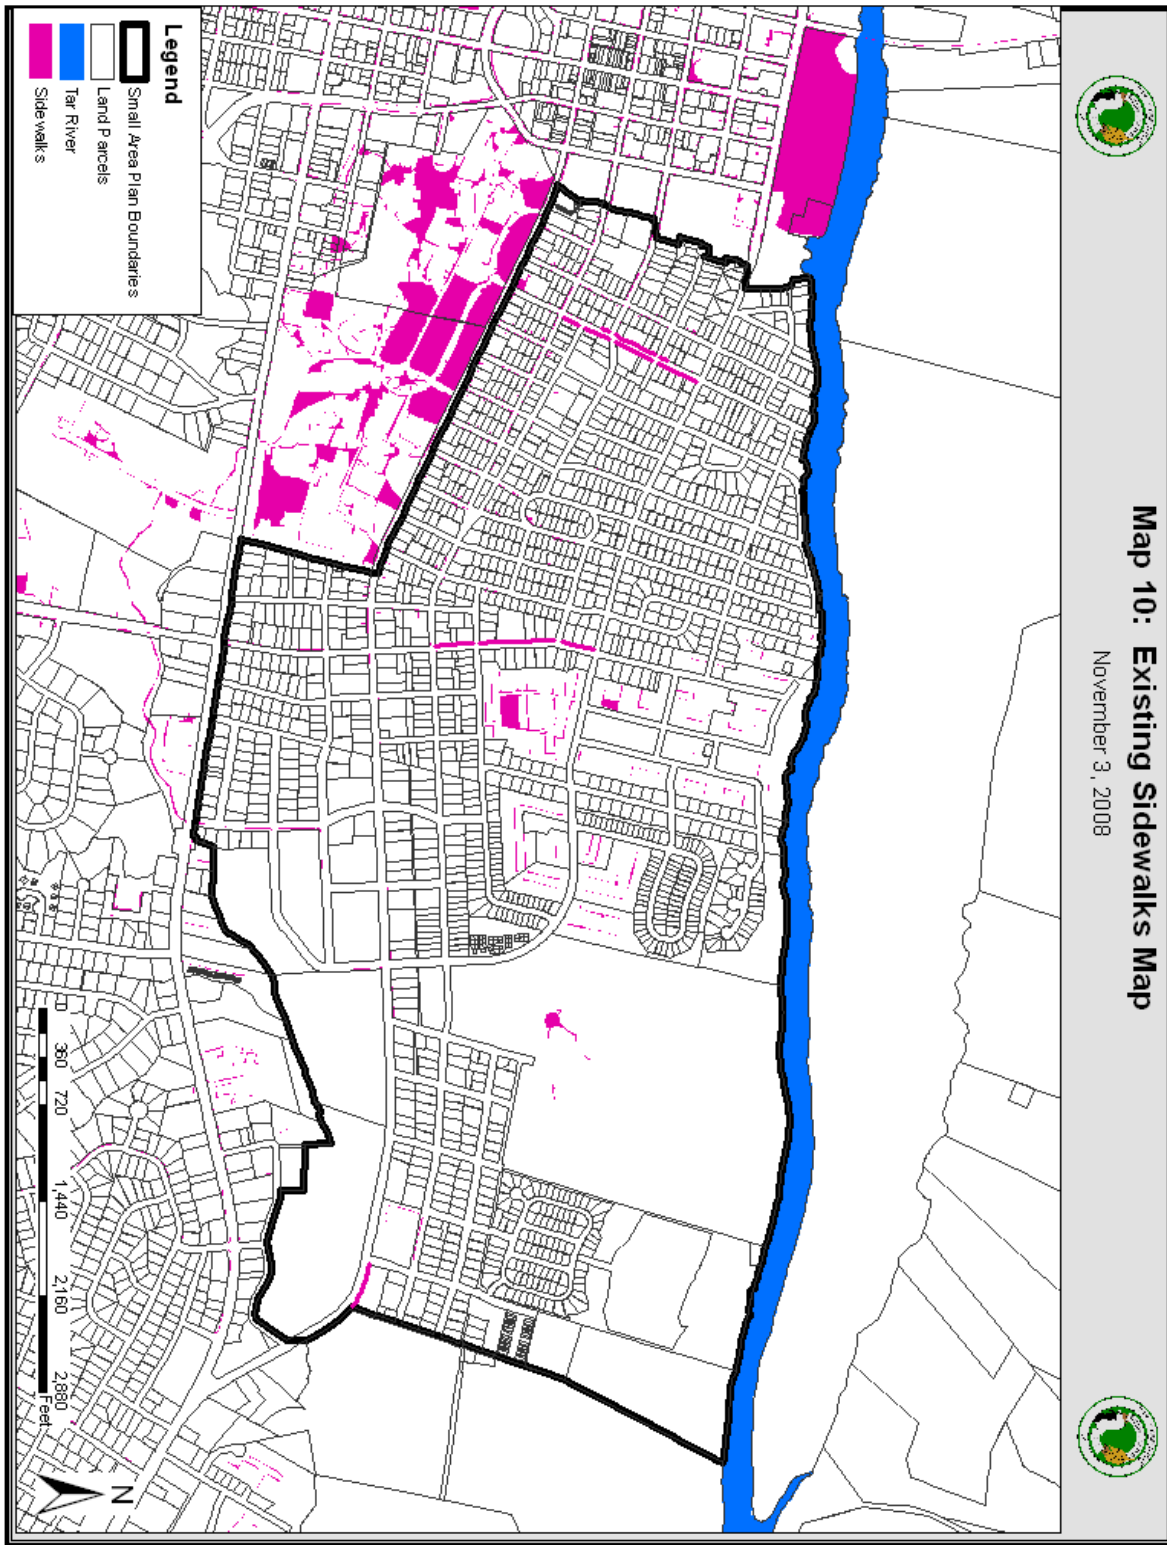 Map 10: Existing Sidewalks Map
November 3, 2008
Legend
Small Area Plan Boundaries
Land Parcels
Tar River
Sidewalks
0 360 720 1,440 2,160 2,880
Feet
N